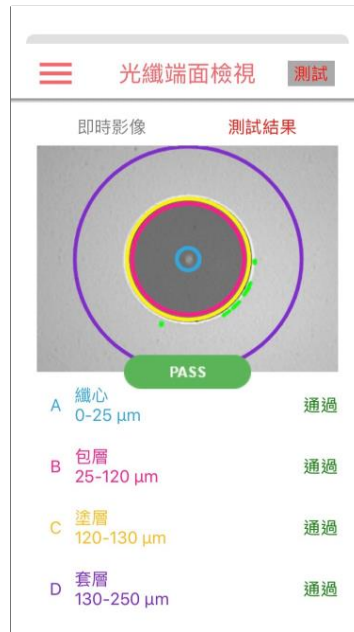 光纖端面檢視
測試
即時影像
測試結果
PASS
A
纖心
0-25 μm
通過
B
包層
25-120 μm
通過
C
塗層
120-130 μm
通過
D
套層
130-250 μm
通過